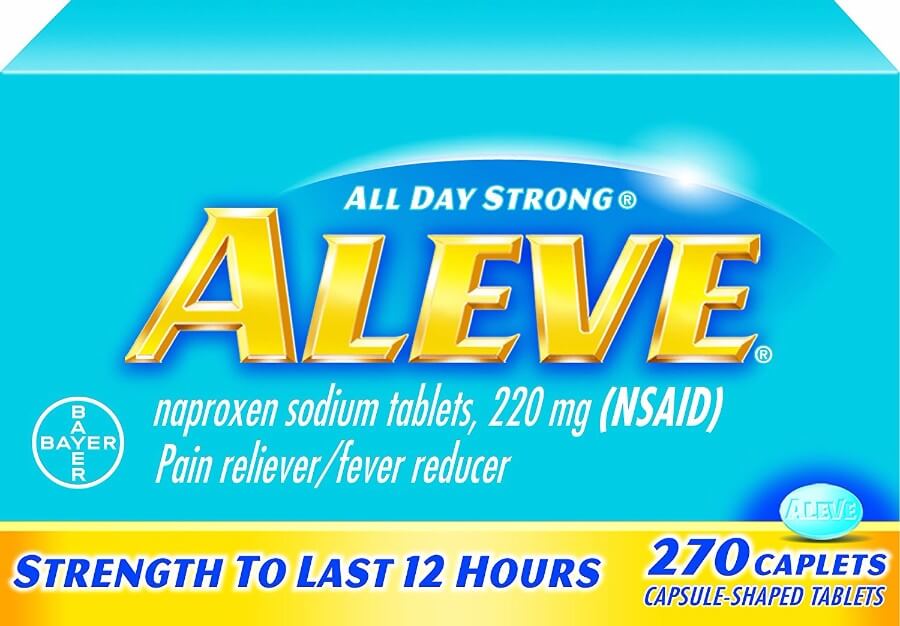 ALL DAY STRONG®
ALEVE®
naproxen sodium tablets, 220 mg (NSAID)
Pain reliever/fever reducer
BAYER
BAYER
ALEVE
STRENGTH TO LAST 12 HOURS
270 CAPLETS
CAPSULE-SHAPED TABLETS